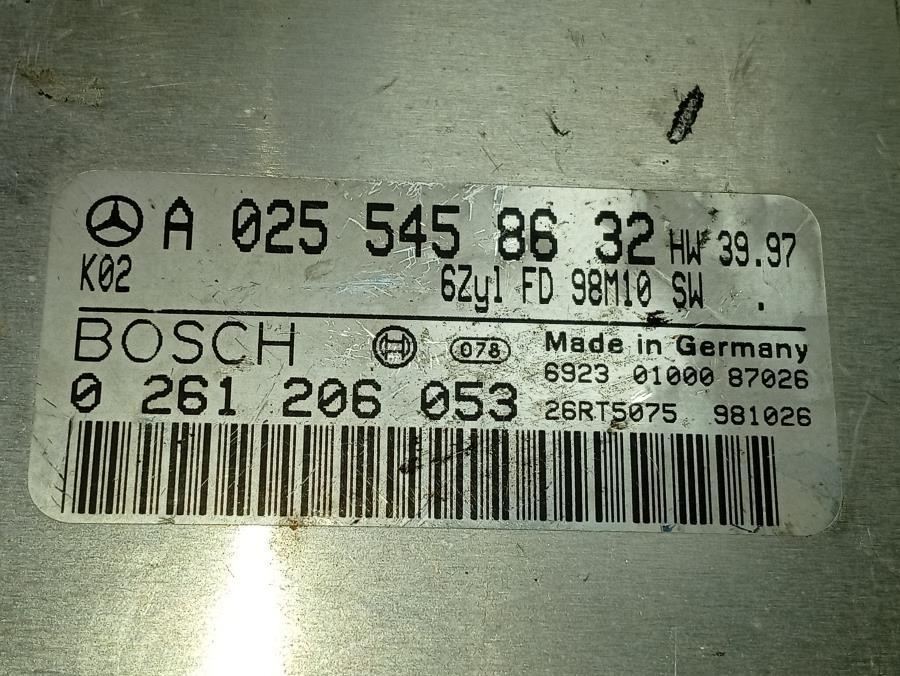 A 025 545 86 32 HW 39.97
K02 6Zyl FD 98M10 SW .
BOSCH H 078 Made in Germany
6923 01000 87026
0 261 206 053 26RT5075 981026